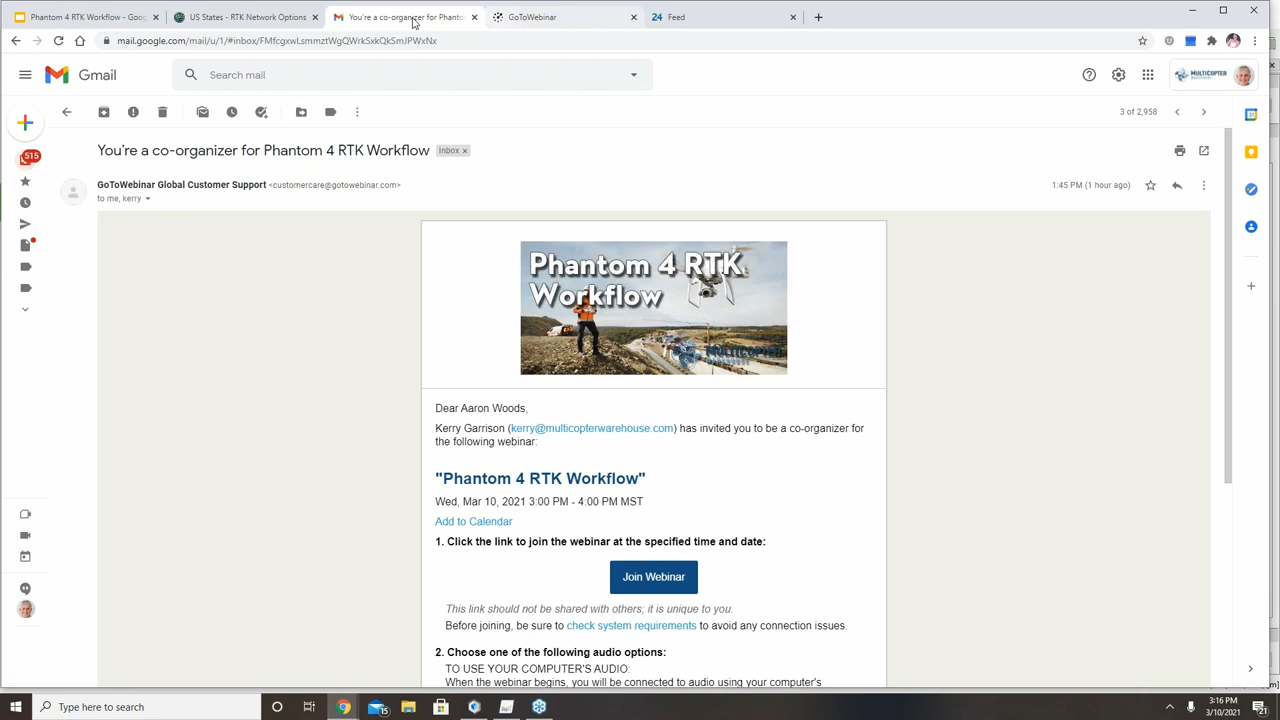 Phantom 4 RTK Workflow - Goog
US States - RTK Network Options
You're a co-organizer for Phanto
GoToWebinar
24 Feed
mail.google.com/mail/u/1/#inbox/FMfcgxwLsmmztWgQWrkSxkQkSmJPWxNx
Gmail
Search mail
MULTICOPTER
515
3 of 2,958
You're a co-organizer for Phantom 4 RTK Workflow
Inbox x
GoToWebinar Global Customer Support <customercare@gotowebinar.com>
1:45 PM (1 hour ago)
to me, kerry
Phantom 4 RTK
Workflow
MULTICOPTER
Dear Aaron Woods,
Kerry Garrison (kerry@multicopterwarehouse.com) has invited you to be a co-organizer for
the following webinar:
"Phantom 4 RTK Workflow"
Wed, Mar 10, 2021 3:00 PM - 4:00 PM MST
Add to Calendar
1. Click the link to join the webinar at the specified time and date:
Join Webinar
This link should not be shared with others; it is unique to you.
Before joining, be sure to check system requirements to avoid any connection issues.
2. Choose one of the following audio options:
TO USE YOUR COMPUTER'S AUDIO:
When the webinar begins, you will be connected to audio using your computer's
Type here to search
15
3:16 PM
3/10/2021
21